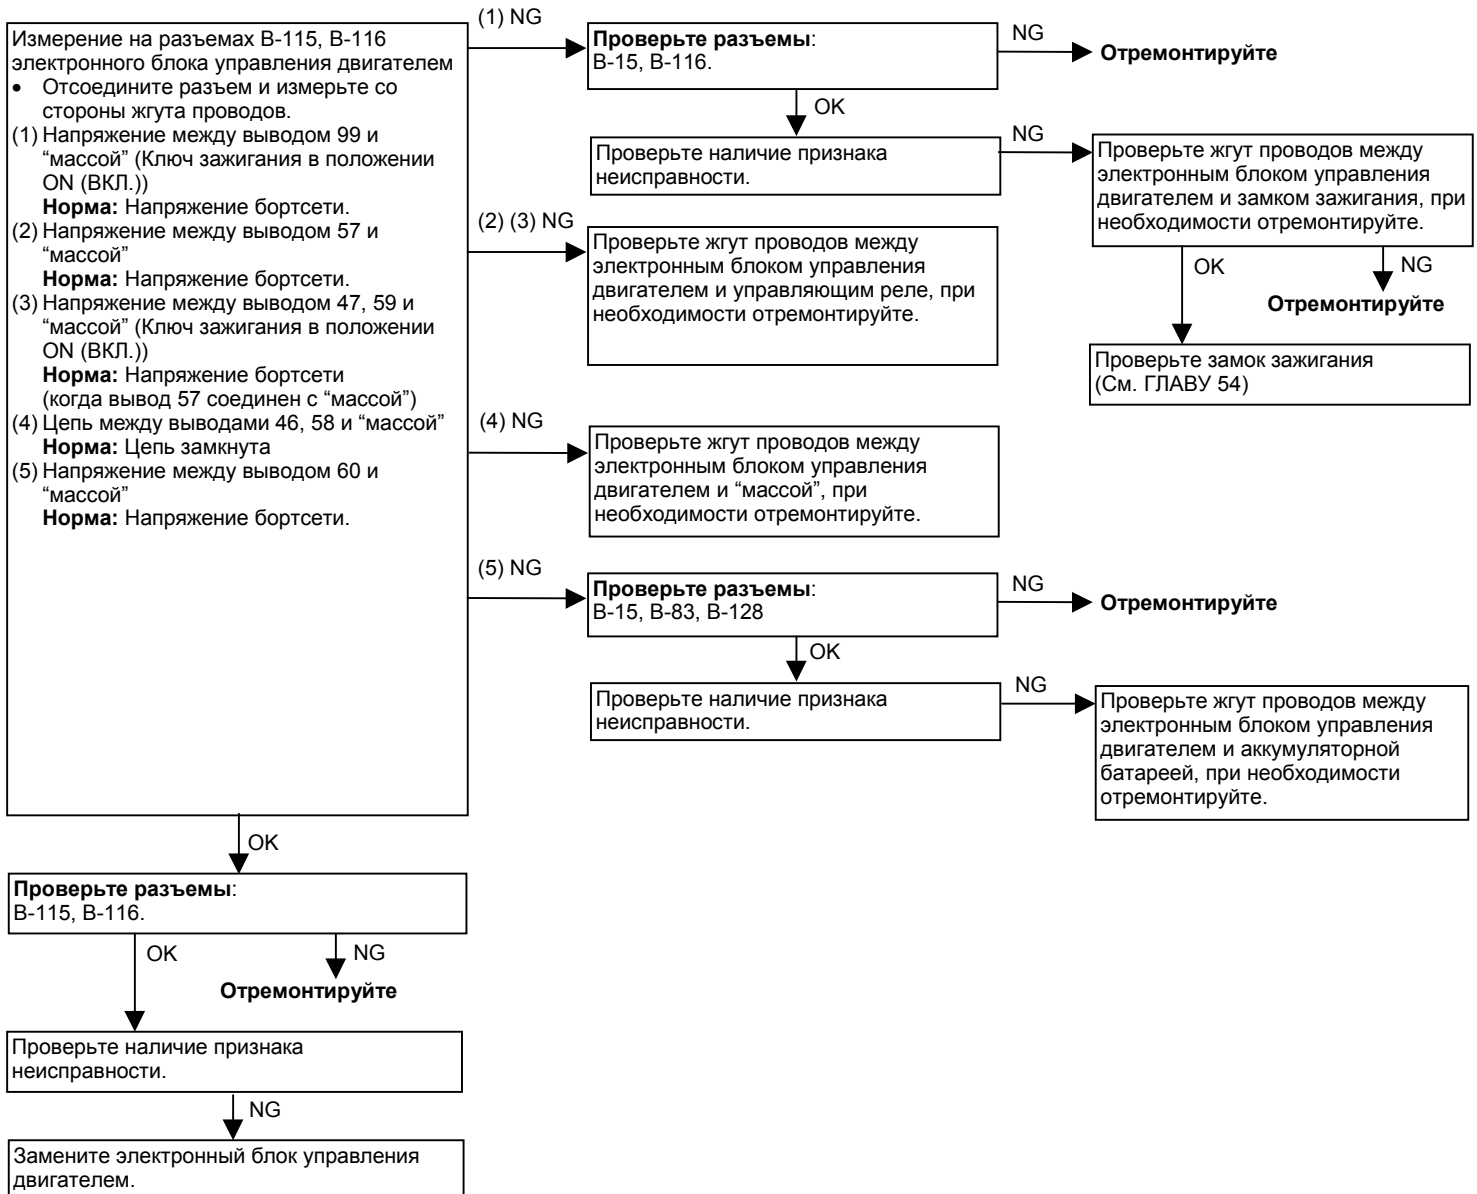 Измерение на разъемах B-115, B-116
электронного блока управления двигателем
• Отсоедините разъем и измерьте со
стороны жгута проводов.
(1) Напряжение между выводом 99 и
“массой” (Ключ зажигания в положении
ON (ВКЛ.))
Норма: Напряжение бортсети.
(2) Напряжение между выводом 57 и
“массой”
Норма: Напряжение бортсети.
(3) Напряжение между выводом 47, 59 и
“массой” (Ключ зажигания в положении
ON (ВКЛ.))
Норма: Напряжение бортсети
(когда вывод 57 соединен с “массой”)
(4) Цепь между выводами 46, 58 и “массой”
Норма: Цепь замкнута
(5) Напряжение между выводом 60 и
“массой”
Норма: Напряжение бортсети.
(1) NG
Проверьте разъемы:
B-15, B-116.
NG
Отремонтируйте
OK
Проверьте наличие признака
неисправности.
NG
Проверьте жгут проводов между
электронным блоком управления
двигателем и замком зажигания, при
необходимости отремонтируйте.
OK
NG
Отремонтируйте
Проверьте замок зажигания
(См. ГЛАВУ 54)
(2) (3) NG
Проверьте жгут проводов между
электронным блоком управления
двигателем и управляющим реле, при
необходимости отремонтируйте.
(4) NG
Проверьте жгут проводов между
электронным блоком управления
двигателем и “массой”, при
необходимости отремонтируйте.
(5) NG
Проверьте разъемы:
B-15, B-83, B-128
NG
Отремонтируйте
OK
Проверьте наличие признака
неисправности.
NG
Проверьте жгут проводов между
электронным блоком управления
двигателем и аккумуляторной
батареей, при необходимости
отремонтируйте.
OK
Проверьте разъемы:
B-115, B-116.
OK
NG
Отремонтируйте
Проверьте наличие признака
неисправности.
NG
Замените электронный блок управления
двигателем.